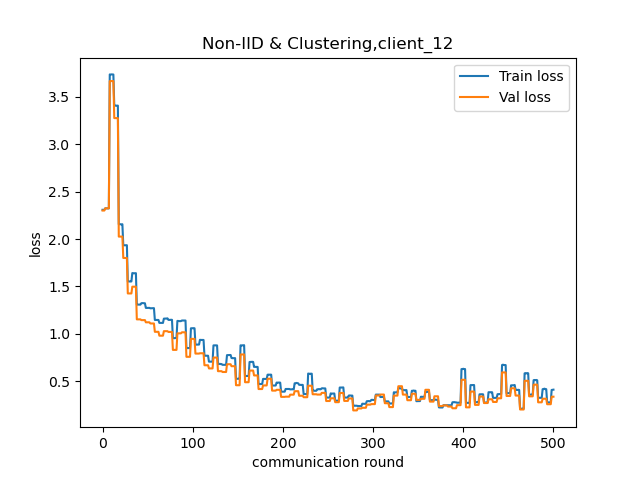 Non-IID & Clustering,client_12
Train loss
Val loss
3.5
3.0
2.5
2.0
1.5
1.0
0.5
loss
0
100
200
300
400
500
communication round